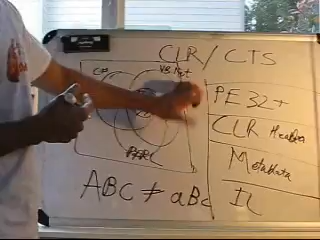 CLR / CTS
C#
PE 32+
CLR Header
Metadata
IL
ABC ≠ aBc